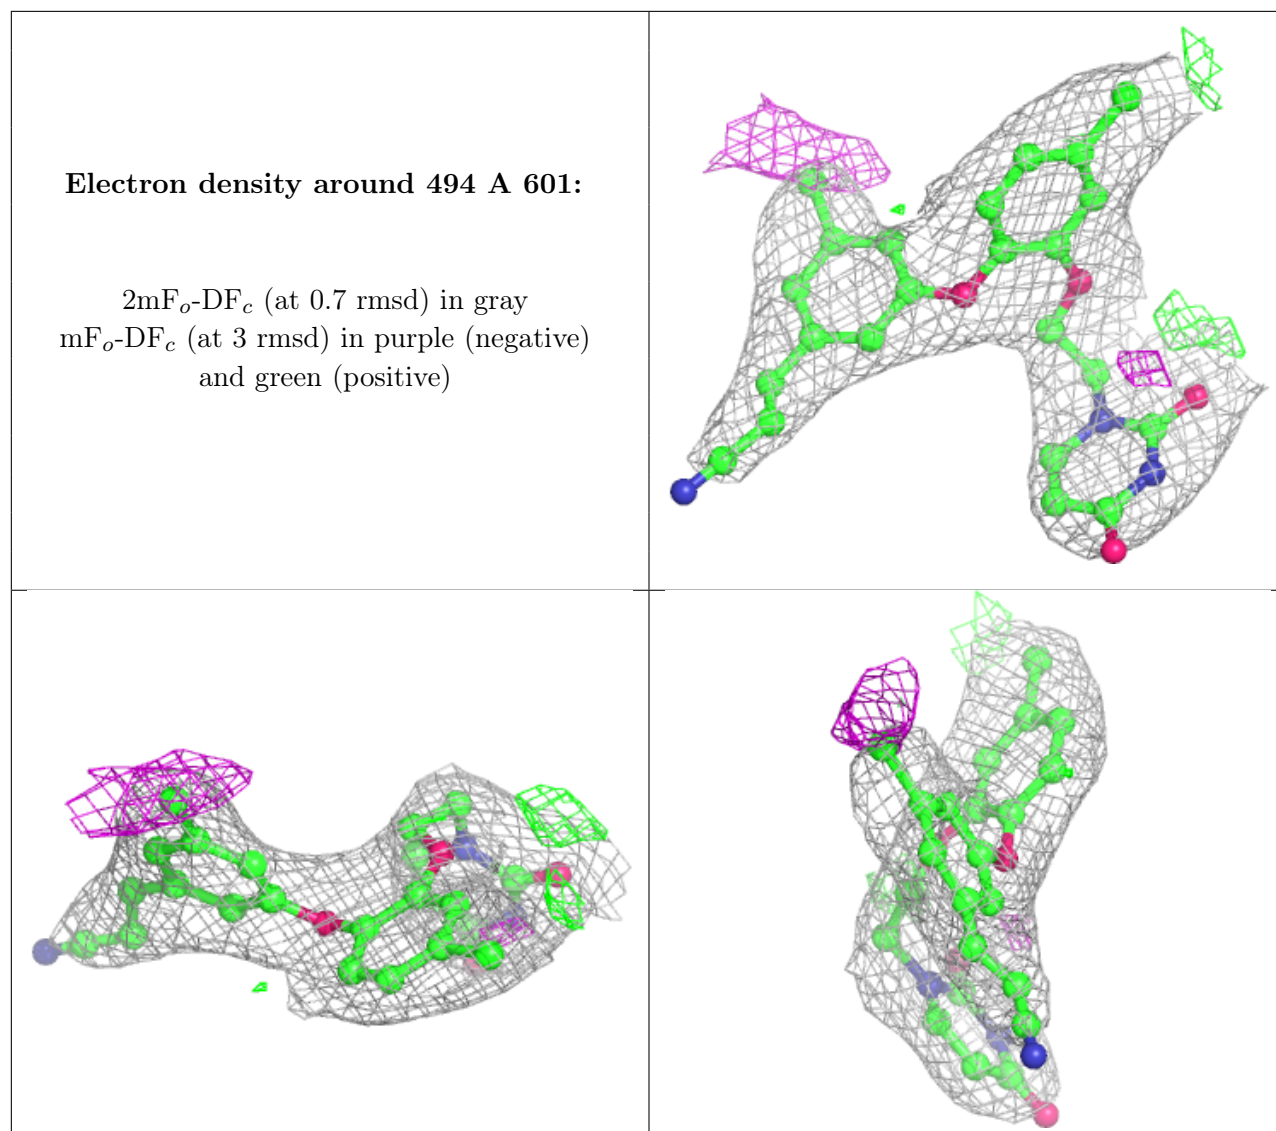 Electron density around 494 A 601:
2mFo-DFc (at 0.7 rmsd) in gray
mFo-DFc (at 3 rmsd) in purple (negative)
and green (positive)